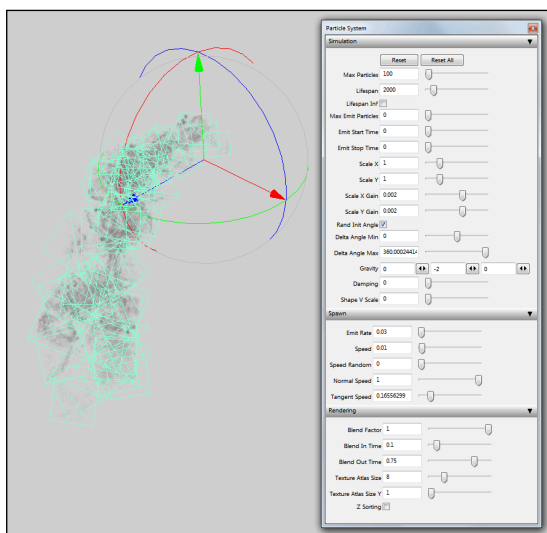 Particle System
Simulation
Reset Reset All
Max Particles 100
Lifespan 2000
Lifespan Inf
Max Emit Particles 0
Emit Start Time 0
Emit Stop Time 0
Scale X 1
Scale Y 1
Scale X Gain 0.002
Scale Y Gain 0.002
Rand Init Angle
Delta Angle Min 0
Delta Angle Max 360.00024414
Gravity 0 -2 0
Damping 0
Shape V Scale 0
Spawn
Emit Rate 0.03
Speed 0.01
Speed Random 0
Normal Speed 1
Tangent Speed 0.16556299
Rendering
Blend Factor 1
Blend In Time 0.1
Blend Out Time 0.75
Texture Atlas Size 8
Texture Atlas Size Y 1
Z Sorting